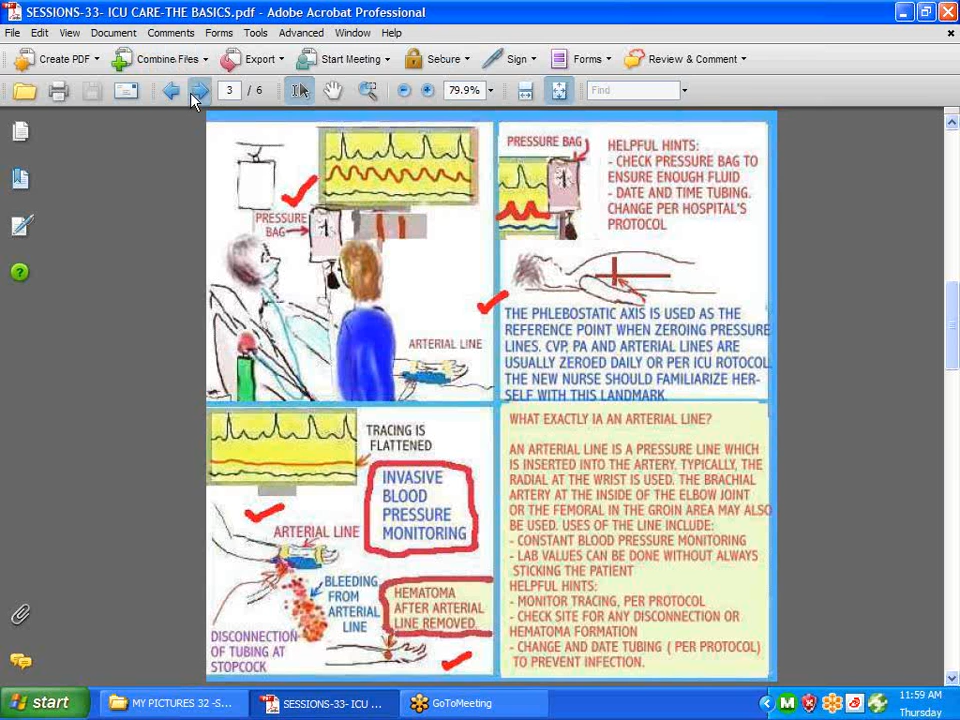 SESSIONS-33- ICU CARE-THE BASICS.pdf - Adobe Acrobat Professional
File Edit View Document Comments Forms Tools Advanced Window Help
Create PDF Combine Files Export Start Meeting Secure Sign Forms Review & Comment
3 / 6 79.9% Find
PRESSURE
BAG
ARTERIAL LINE
PRESSURE BAG
HELPFUL HINTS:
- CHECK PRESSURE BAG TO
ENSURE ENOUGH FLUID
- DATE AND TIME TUBING.
CHANGE PER HOSPITAL'S
PROTOCOL
THE PHLEBOSTATIC AXIS IS USED AS THE
REFERENCE POINT WHEN ZEROING PRESSURE
LINES. CVP, PA AND ARTERIAL LINES ARE
USUALLY ZEROED DAILY OR PER ICU ROTOCOL.
THE NEW NURSE SHOULD FAMILIARIZE HER-
SELF WITH THIS LANDMARK.
TRACING IS
FLATTENED
INVASIVE
BLOOD
PRESSURE
MONITORING
ARTERIAL LINE
BLEEDING
FROM
ARTERIAL
LINE
HEMATOMA
AFTER ARTERIAL
LINE REMOVED.
DISCONNECTION
OF TUBING AT
STOPCOCK
WHAT EXACTLY IA AN ARTERIAL LINE?
AN ARTERIAL LINE IS A PRESSURE LINE WHICH
IS INSERTED INTO THE ARTERY. TYPICALLY, THE
RADIAL AT THE WRIST IS USED. THE BRACHIAL
ARTERY AT THE INSIDE OF THE ELBOW JOINT
OR THE FEMORAL IN THE GROIN AREA MAY ALSO
BE USED. USES OF THE LINE INCLUDE:
- CONSTANT BLOOD PRESSURE MONITORING
- LAB VALUES CAN BE DONE WITHOUT ALWAYS
STICKING THE PATIENT
HELPFUL HINTS:
- MONITOR TRACING, PER PROTOCOL
- CHECK SITE FOR ANY DISCONNECTION OR
HEMATOMA FORMATION
- CHANGE AND DATE TUBING ( PER PROTOCOL)
TO PREVENT INFECTION.
start MY PICTURES 32 -S... SESSIONS-33- ICU ... GoToMeeting
11:59 AM
Thursday